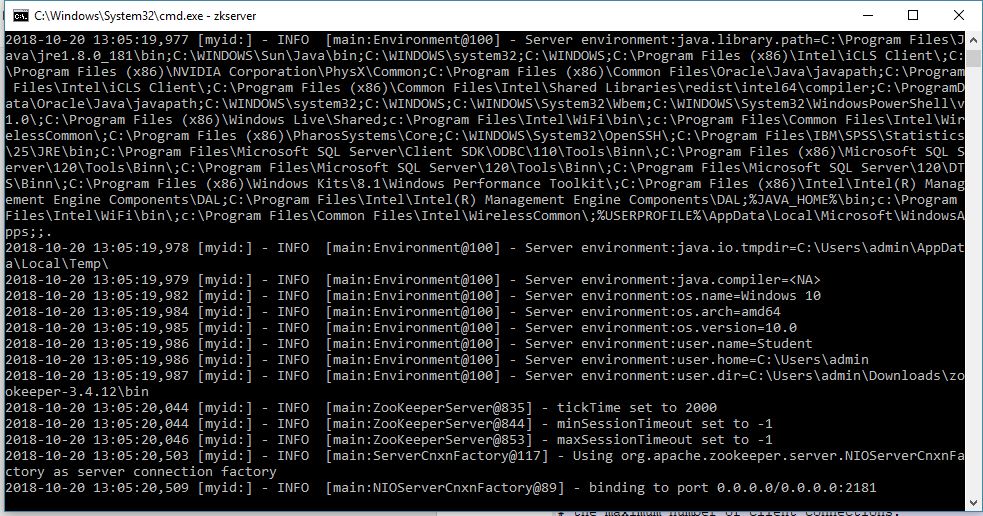 C:\Windows\System32\cmd.exe - zkserver
2018-10-20 13:05:19,977 [myid:] - INFO  [main:Environment@100] - Server environment:java.library.path=C:\Program Files\J
ava\jre1.8.0_181\bin;C:\WINDOWS\Sun\Java\bin;C:\WINDOWS\system32;C:\WINDOWS;C:\Program Files (x86)\Intel\iCLS Client\;C:
\Program Files (x86)\NVIDIA Corporation\PhysX\Common;C:\Program Files (x86)\Common Files\Oracle\Java\javapath;C:\Program
 Files\Intel\iCLS Client\;C:\Program Files (x86)\Common Files\Intel\Shared Libraries\redist\intel64\compiler;C:\ProgramD
ata\Oracle\Java\javapath;C:\WINDOWS\system32;C:\WINDOWS;C:\WINDOWS\System32\Wbem;C:\WINDOWS\System32\WindowsPowerShell\v
1.0\;C:\Program Files (x86)\Windows Live\Shared;c:\Program Files\Intel\WiFi\bin\;c:\Program Files\Common Files\Intel\Wir
elessCommon\;C:\Program Files (x86)\PharosSystems\Core;C:\WINDOWS\System32\OpenSSH\;C:\Program Files\IBM\SPSS\Statistics
\25\JRE\bin;C:\Program Files\Microsoft SQL Server\Client SDK\ODBC\110\Tools\Binn\;C:\Program Files (x86)\Microsoft SQL S
erver\120\Tools\Binn\;C:\Program Files\Microsoft SQL Server\120\Tools\Binn\;C:\Program Files\Microsoft SQL Server\120\DT
S\Binn\;C:\Program Files (x86)\Windows Kits\8.1\Windows Performance Toolkit\;C:\Program Files (x86)\Intel\Intel(R) Manag
ement Engine Components\DAL;C:\Program Files\Intel\Intel(R) Management Engine Components\DAL;%JAVA_HOME%\bin;c:\Program
Files\Intel\WiFi\bin\;c:\Program Files\Common Files\Intel\WirelessCommon\;%USERPROFILE%\AppData\Local\Microsoft\WindowsA
pps;;.
2018-10-20 13:05:19,978 [myid:] - INFO  [main:Environment@100] - Server environment:java.io.tmpdir=C:\Users\admin\AppDat
a\Local\Temp\
2018-10-20 13:05:19,979 [myid:] - INFO  [main:Environment@100] - Server environment:java.compiler=<NA>
2018-10-20 13:05:19,982 [myid:] - INFO  [main:Environment@100] - Server environment:os.name=Windows 10
2018-10-20 13:05:19,984 [myid:] - INFO  [main:Environment@100] - Server environment:os.arch=amd64
2018-10-20 13:05:19,985 [myid:] - INFO  [main:Environment@100] - Server environment:os.version=10.0
2018-10-20 13:05:19,986 [myid:] - INFO  [main:Environment@100] - Server environment:user.name=Student
2018-10-20 13:05:19,986 [myid:] - INFO  [main:Environment@100] - Server environment:user.home=C:\Users\admin
2018-10-20 13:05:19,987 [myid:] - INFO  [main:Environment@100] - Server environment:user.dir=C:\Users\admin\Downloads\zo
okeeper-3.4.12\bin
2018-10-20 13:05:20,044 [myid:] - INFO  [main:ZooKeeperServer@835] - tickTime set to 2000
2018-10-20 13:05:20,044 [myid:] - INFO  [main:ZooKeeperServer@844] - minSessionTimeout set to -1
2018-10-20 13:05:20,046 [myid:] - INFO  [main:ZooKeeperServer@853] - maxSessionTimeout set to -1
2018-10-20 13:05:20,503 [myid:] - INFO  [main:ServerCnxnFactory@117] - Using org.apache.zookeeper.server.NIOServerCnxnFa
ctory as server connection factory
2018-10-20 13:05:20,509 [myid:] - INFO  [main:NIOServerCnxnFactory@89] - binding to port 0.0.0.0/0.0.0.0:2181
# the maximum number of client connections.